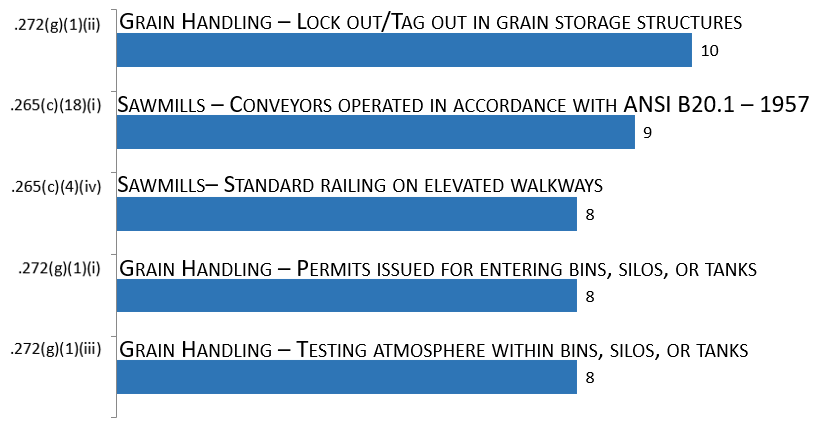 .272(g)(1)(ii) Grain Handling – Lock out/Tag out in grain storage structures
10
.265(c)(18)(i) Sawmills – Conveyors operated in accordance with ANSI B20.1 – 1957
9
.265(c)(4)(iv) Sawmills– Standard railing on elevated walkways
8
.272(g)(1)(i) Grain Handling – Permits issued for entering bins, silos, or tanks
8
.272(g)(1)(iii) Grain Handling – Testing atmosphere within bins, silos, or tanks
8